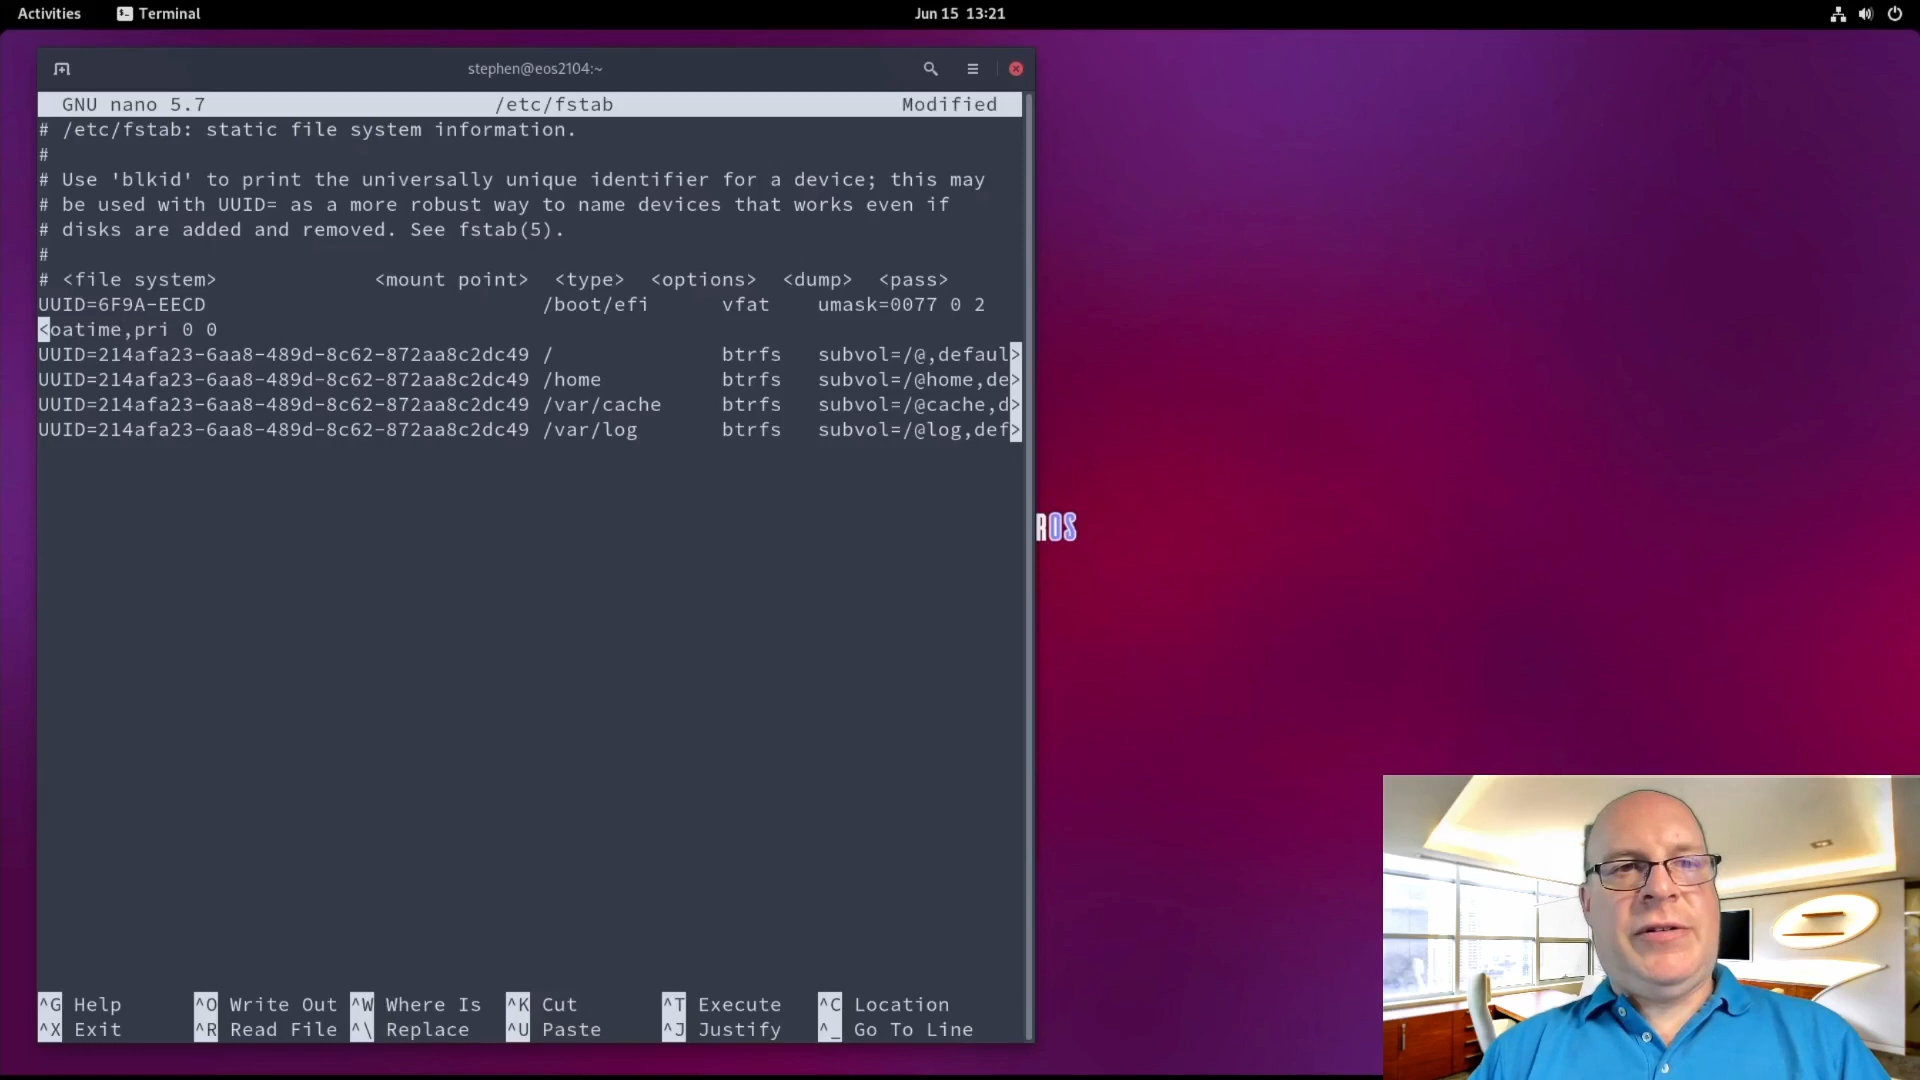 Activities Terminal Jun 15 13:21
stephen@eos2104:~
GNU nano 5.7 /etc/fstab Modified
# /etc/fstab: static file system information.
#
# Use 'blkid' to print the universally unique identifier for a device; this may
# be used with UUID= as a more robust way to name devices that works even if
# disks are added and removed. See fstab(5).
#
# <file system> <mount point> <type> <options> <dump> <pass>
UUID=6F9A-EECD /boot/efi vfat umask=0077 0 2
<oatime,pri 0 0
UUID=214afa23-6aa8-489d-8c62-872aa8c2dc49 / btrfs subvol=/@,defaul>
UUID=214afa23-6aa8-489d-8c62-872aa8c2dc49 /home btrfs subvol=/@home,de>
UUID=214afa23-6aa8-489d-8c62-872aa8c2dc49 /var/cache btrfs subvol=/@cache,d>
UUID=214afa23-6aa8-489d-8c62-872aa8c2dc49 /var/log btrfs subvol=/@log,def>
ROS
^G Help ^O Write Out ^W Where Is ^K Cut ^T Execute ^C Location
^X Exit ^R Read File ^\ Replace ^U Paste ^J Justify ^_ Go To Line